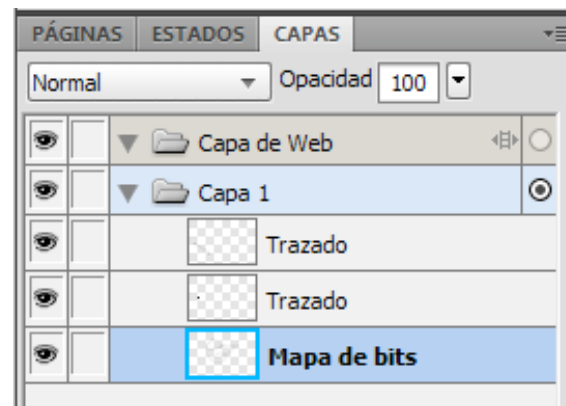 PÁGINAS ESTADOS CAPAS
Normal Opacidad 100
Capa de Web
Capa 1
Trazado
Trazado
Mapa de bits